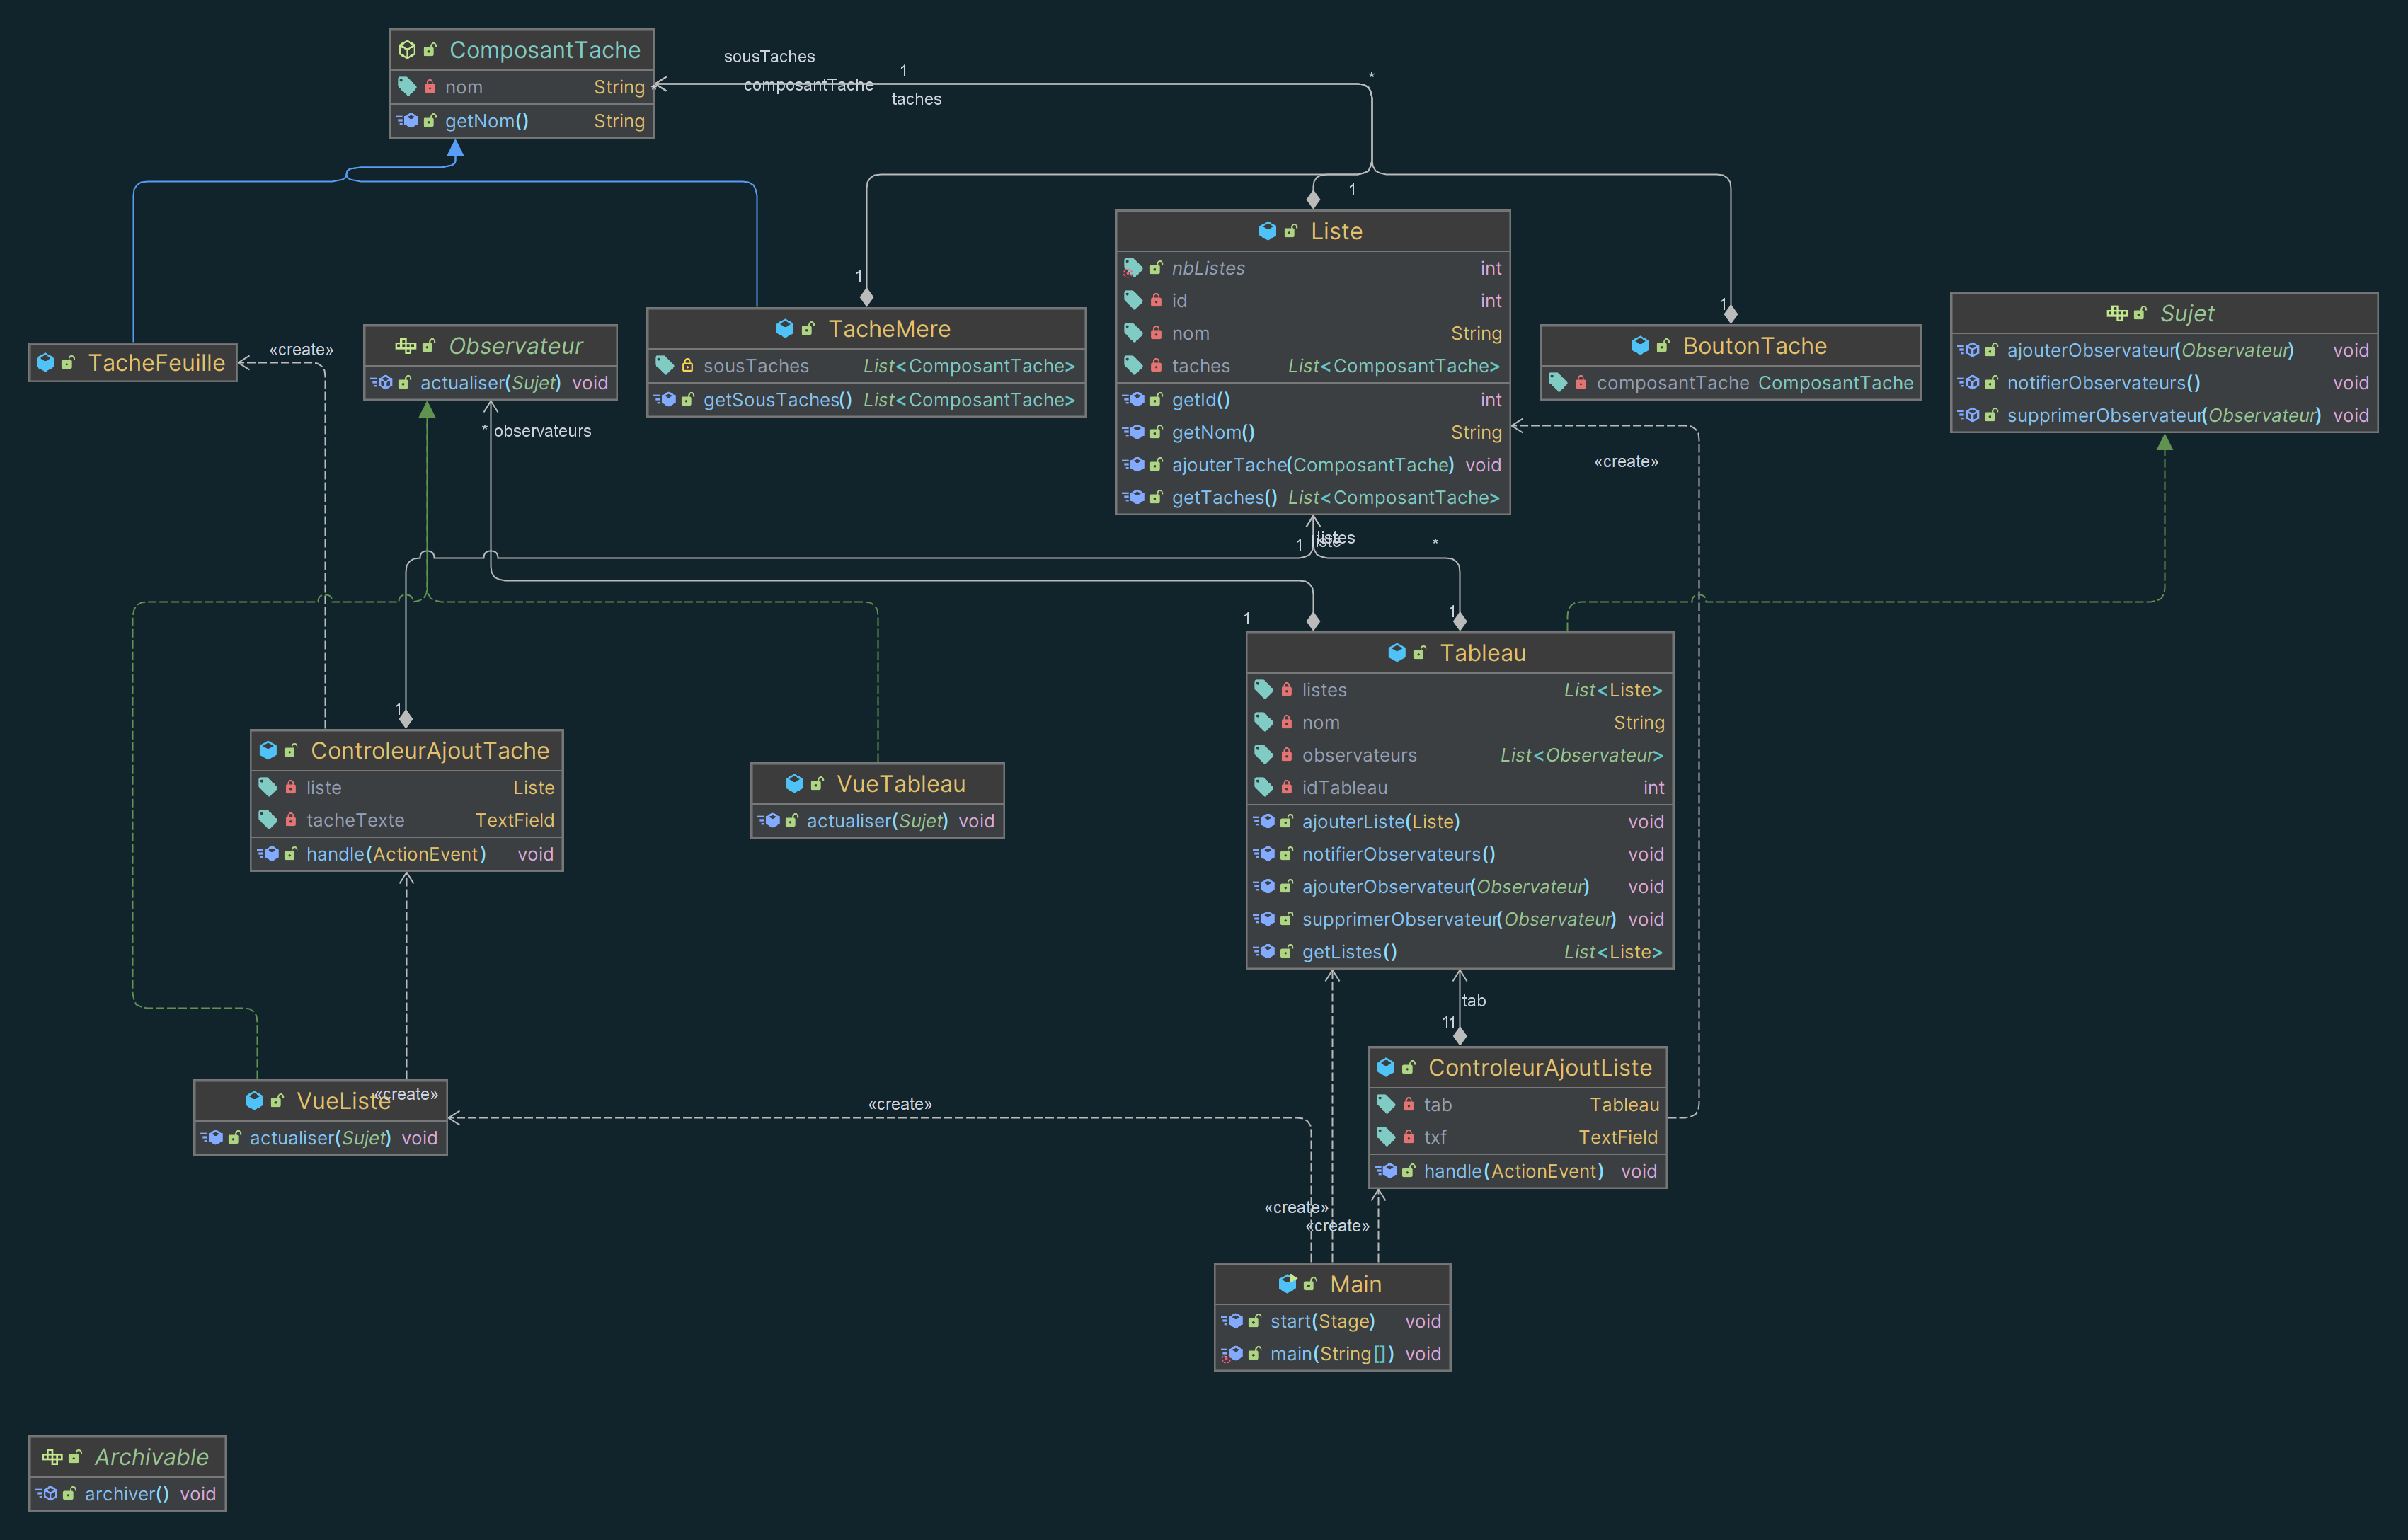 ComposantTache
nom String
getNom() String
sousTaches
composantTache
taches
1
*
*
1
1
1
Liste
nbListes int
id int
nom String
taches List<ComposantTache>
getId() int
getNom() String
ajouterTache(ComposantTache) void
getTaches() List<ComposantTache>
TacheMere
sousTaches List<ComposantTache>
getSousTaches() List<ComposantTache>
BoutonTache
composantTache ComposantTache
Sujet
ajouterObservateur(Observateur) void
notifierObservateurs() void
supprimerObservateur(Observateur) void
TacheFeuille
«create»
Observateur
actualiser(Sujet) void
* observateurs
«create»
1
listes
liste
*
1
1
1
Tableau
listes List<Liste>
nom String
observateurs List<Observateur>
idTableau int
ajouterListe(Liste) void
notifierObservateurs() void
ajouterObservateur(Observateur) void
supprimerObservateur(Observateur) void
getListes() List<Liste>
ControleurAjoutTache
liste Liste
tacheTexte TextField
handle(ActionEvent) void
VueTableau
actualiser(Sujet) void
tab
1
1
ControleurAjoutListe
tab Tableau
txf TextField
handle(ActionEvent) void
VueListe
«create»
actualiser(Sujet) void
«create»
«create»
«create»
Main
start(Stage) void
main(String[]) void
Archivable
archiver() void